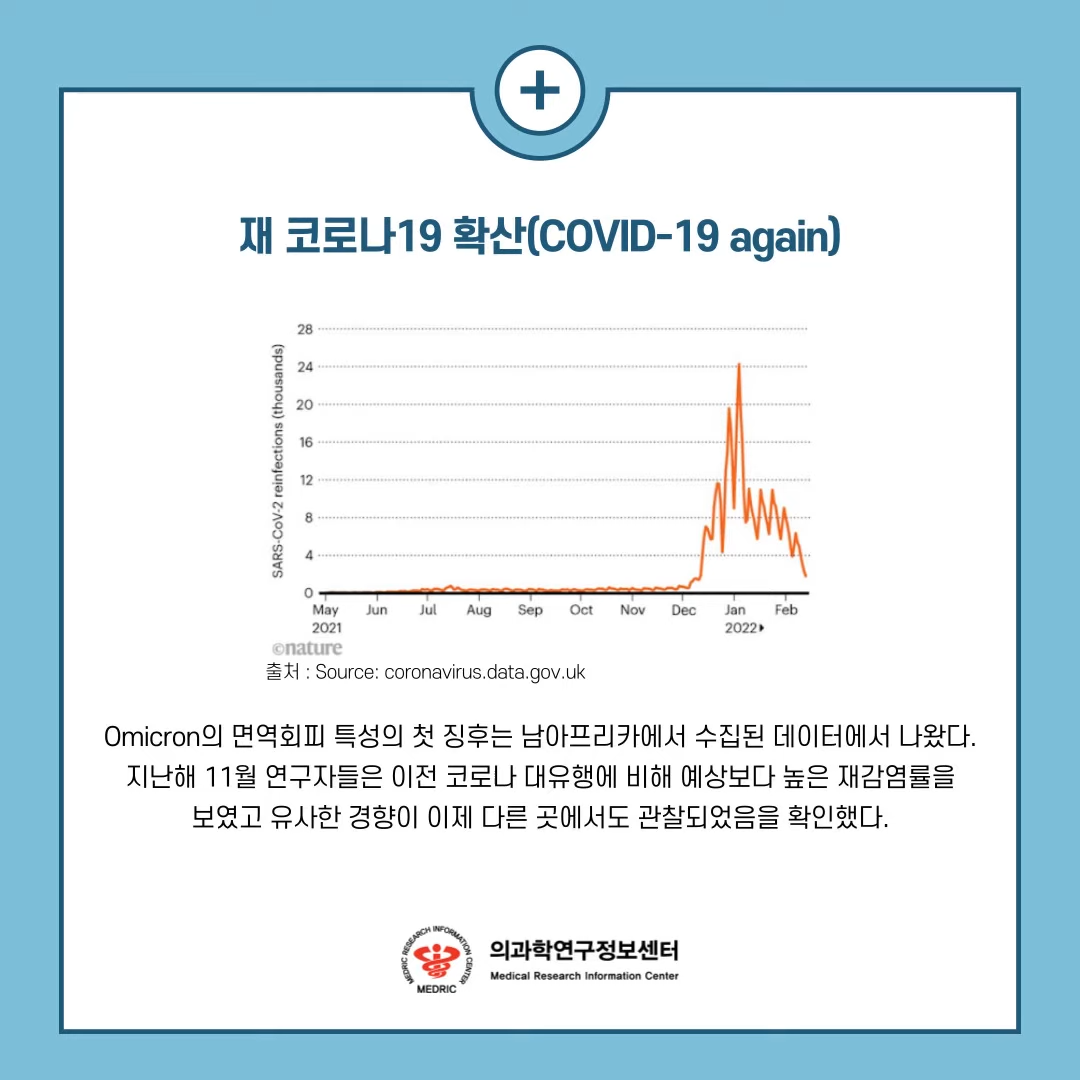 재 코로나19 확산(COVID-19 again)
SARS-CoV-2 reinfections (thousands)
28
24
20
16
12
8
4
0
May Jun Jul Aug Sep Oct Nov Dec Jan Feb
2021 2022
©nature
출처 : Source: coronavirus.data.gov.uk
Omicron의 면역회피 특성의 첫 징후는 남아프리카에서 수집된 데이터에서 나왔다.
지난해 11월 연구자들은 이전 코로나 대유행에 비해 예상보다 높은 재감염률을
보였고 유사한 경향이 이제 다른 곳에서도 관찰되었음을 확인했다.
MEDRIC RESEARCH INFORMATION CENTER
MEDRIC
의과학연구정보센터
Medical Research Information Center